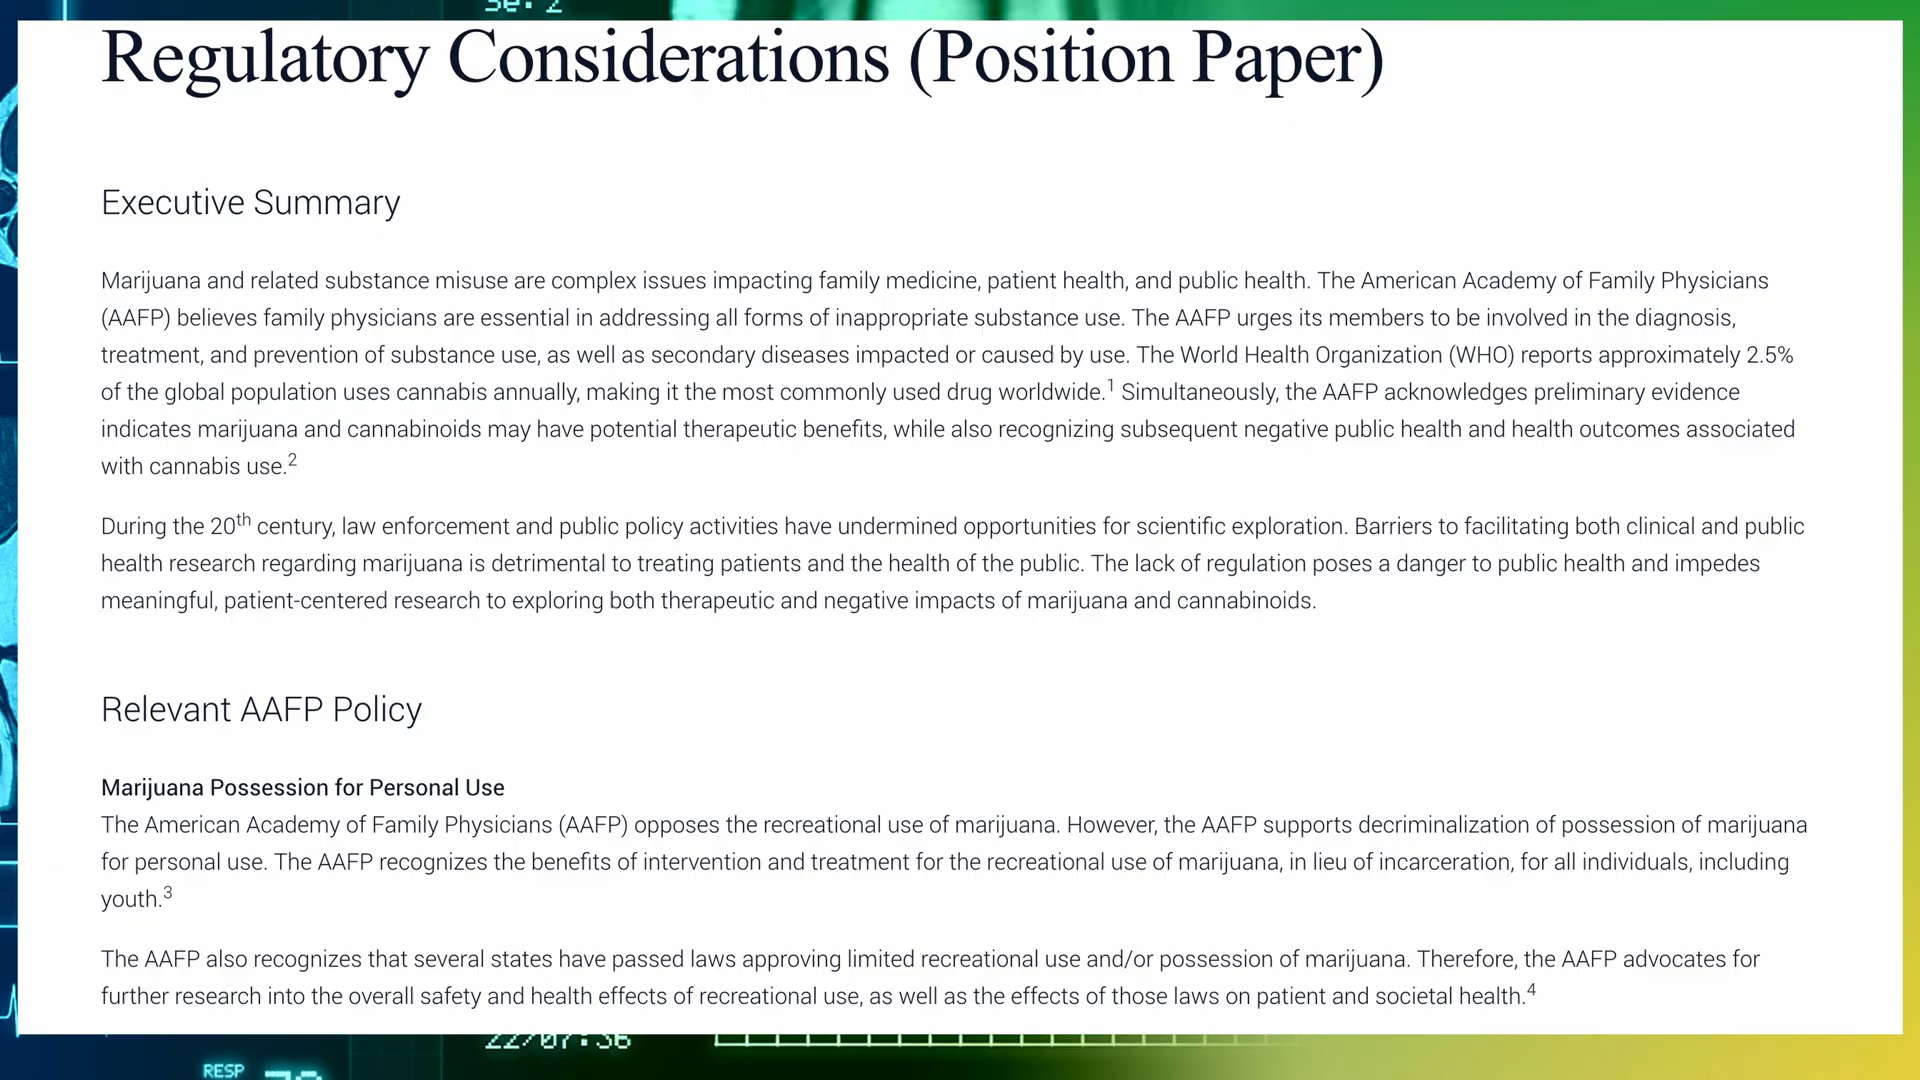 Regulatory Considerations (Position Paper)
Executive Summary
Marijuana and related substance misuse are complex issues impacting family medicine, patient health, and public health. The American Academy of Family Physicians
(AAFP) believes family physicians are essential in addressing all forms of inappropriate substance use. The AAFP urges its members to be involved in the diagnosis,
treatment, and prevention of substance use, as well as secondary diseases impacted or caused by use. The World Health Organization (WHO) reports approximately 2.5%
of the global population uses cannabis annually, making it the most commonly used drug worldwide.1 Simultaneously, the AAFP acknowledges preliminary evidence
indicates marijuana and cannabinoids may have potential therapeutic benefits, while also recognizing subsequent negative public health and health outcomes associated
with cannabis use.2
During the 20th century, law enforcement and public policy activities have undermined opportunities for scientific exploration. Barriers to facilitating both clinical and public
health research regarding marijuana is detrimental to treating patients and the health of the public. The lack of regulation poses a danger to public health and impedes
meaningful, patient-centered research to exploring both therapeutic and negative impacts of marijuana and cannabinoids.
Relevant AAFP Policy
Marijuana Possession for Personal Use
The American Academy of Family Physicians (AAFP) opposes the recreational use of marijuana. However, the AAFP supports decriminalization of possession of marijuana
for personal use. The AAFP recognizes the benefits of intervention and treatment for the recreational use of marijuana, in lieu of incarceration, for all individuals, including
youth.3
The AAFP also recognizes that several states have passed laws approving limited recreational use and/or possession of marijuana. Therefore, the AAFP advocates for
further research into the overall safety and health effects of recreational use, as well as the effects of those laws on patient and societal health.4
22/07:36
RESP